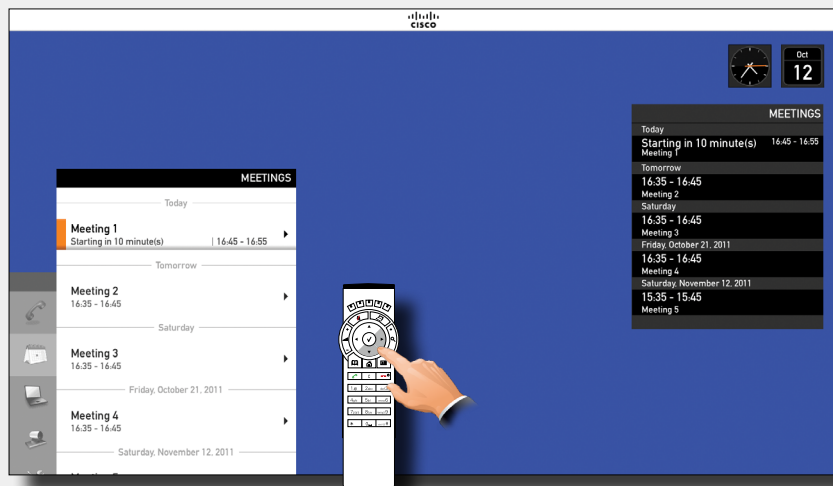 CISCO
Oct
12
MEETINGS
Today
Starting in 10 minute(s) 16:45 - 16:55
Meeting 1
Tomorrow
16:35 - 16:45
Meeting 2
Saturday
16:35 - 16:45
Meeting 3
Friday, October 21, 2011
16:35 - 16:45
Meeting 4
Saturday, November 12, 2011
15:35 - 15:45
Meeting 5
MEETINGS
Today
Meeting 1
Starting in 10 minute(s) | 16:45 - 16:55
Tomorrow
Meeting 2
16:35 - 16:45
Saturday
Meeting 3
16:35 - 16:45
Friday, October 21, 2011
Meeting 4
16:35 - 16:45
Saturday, November 12, 2011